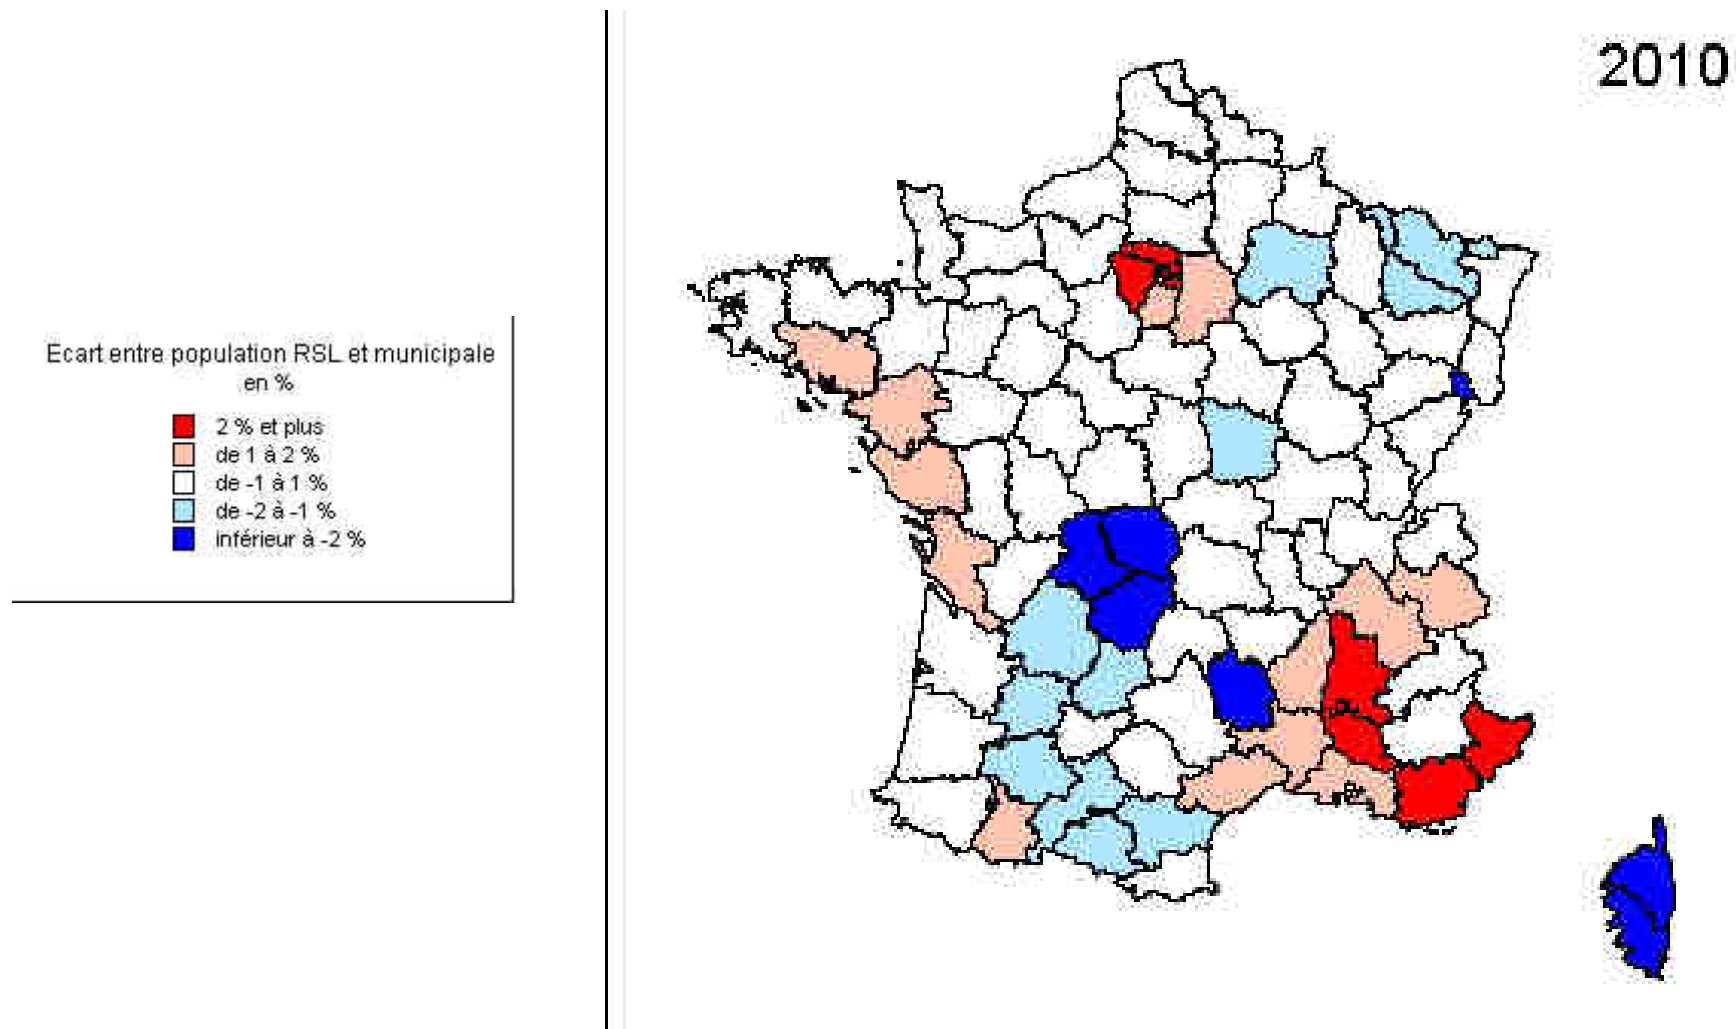 2010
Ecart entre population RSL et municipale
en %
2 % et plus
de 1 à 2 %
de -1 à 1 %
de -2 à -1 %
inférieur à -2 %